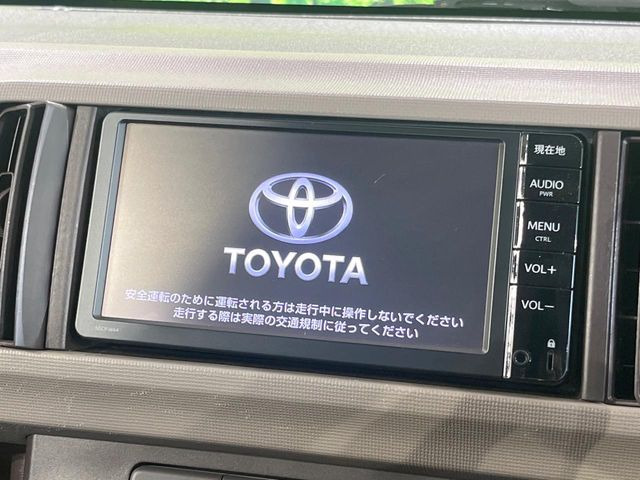 TOYOTA
安全運転のために運転される方は走行中に操作しないでください
走行する際は実際の交通規制に従ってください
現在地
AUDIO
PWR
MENU
CTRL
VOL+
VOL−